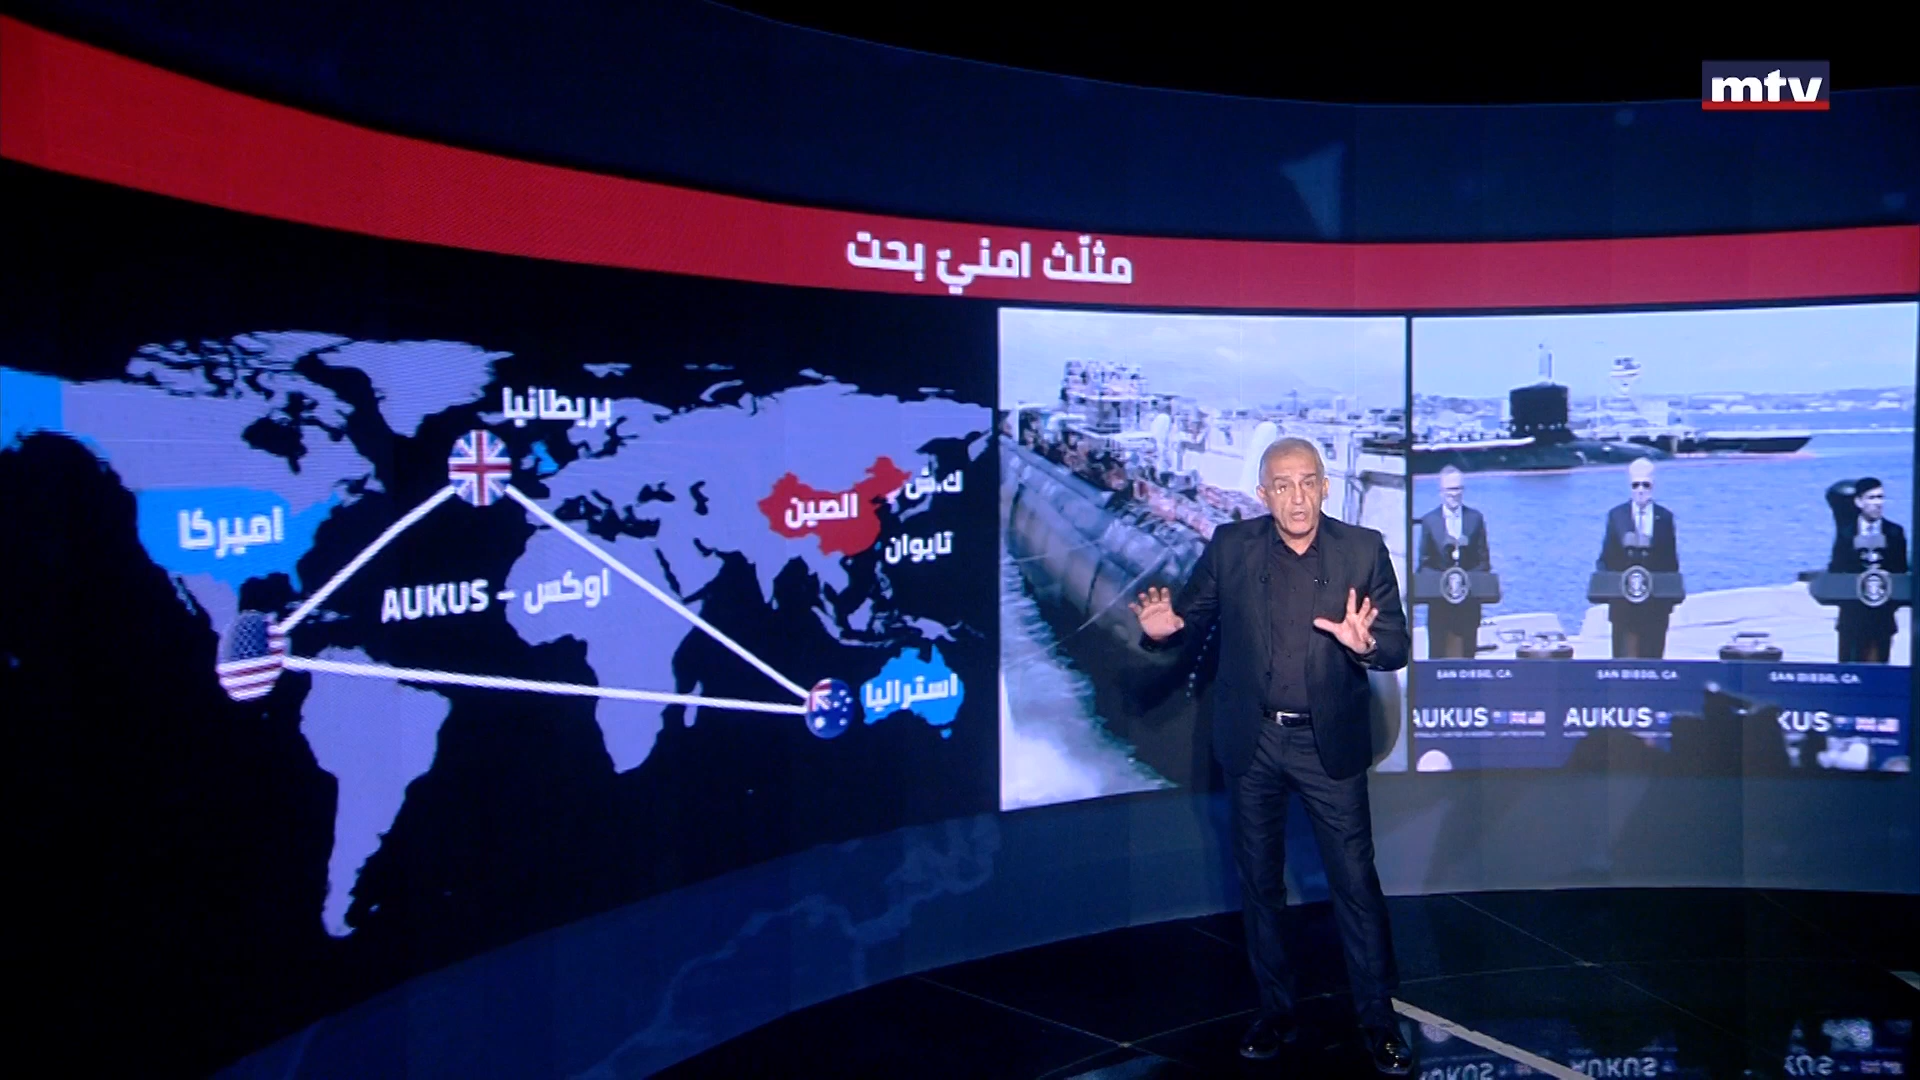 mtv
مثلّث امنيّ بحت
بريطانيا
اميركا
الصين
ك.ش
تايوان
AUKUS - اوكس
استراليا
SAN DIEGO, CA
SAN DIEGO, CA
SAN DIEGO, CA
AUKUS
AUKUS
KUS